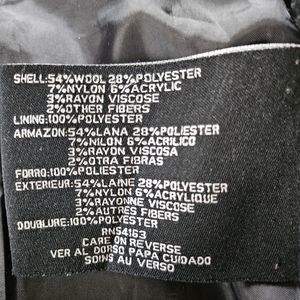 SHELL:54%WOOL 28%POLYESTER
7%NYLON 6%ACRYLIC
3%RAYON VISCOSE
2%OTHER FIBERS
LINING:100%POLYESTER
ARMAZON:54%LANA 28%POLIESTER
7%NILON 6%ACRILICO
3%RAYON VISCOSA
2%OTRA FIBRAS
FORRO:100%POLIESTER
EXTERIEUR:54%LAINE 28%POLYESTER
7%NYLON 6%ACRYLIQUE
3%RAYONNE VISCOSE
2%AUTRES FIBERS
DOUBLURE:100%POLYESTER
RN54163
CARE ON REVERSE
VER AL DORSO PAPA CUIDADO
SOINS AU VERSO